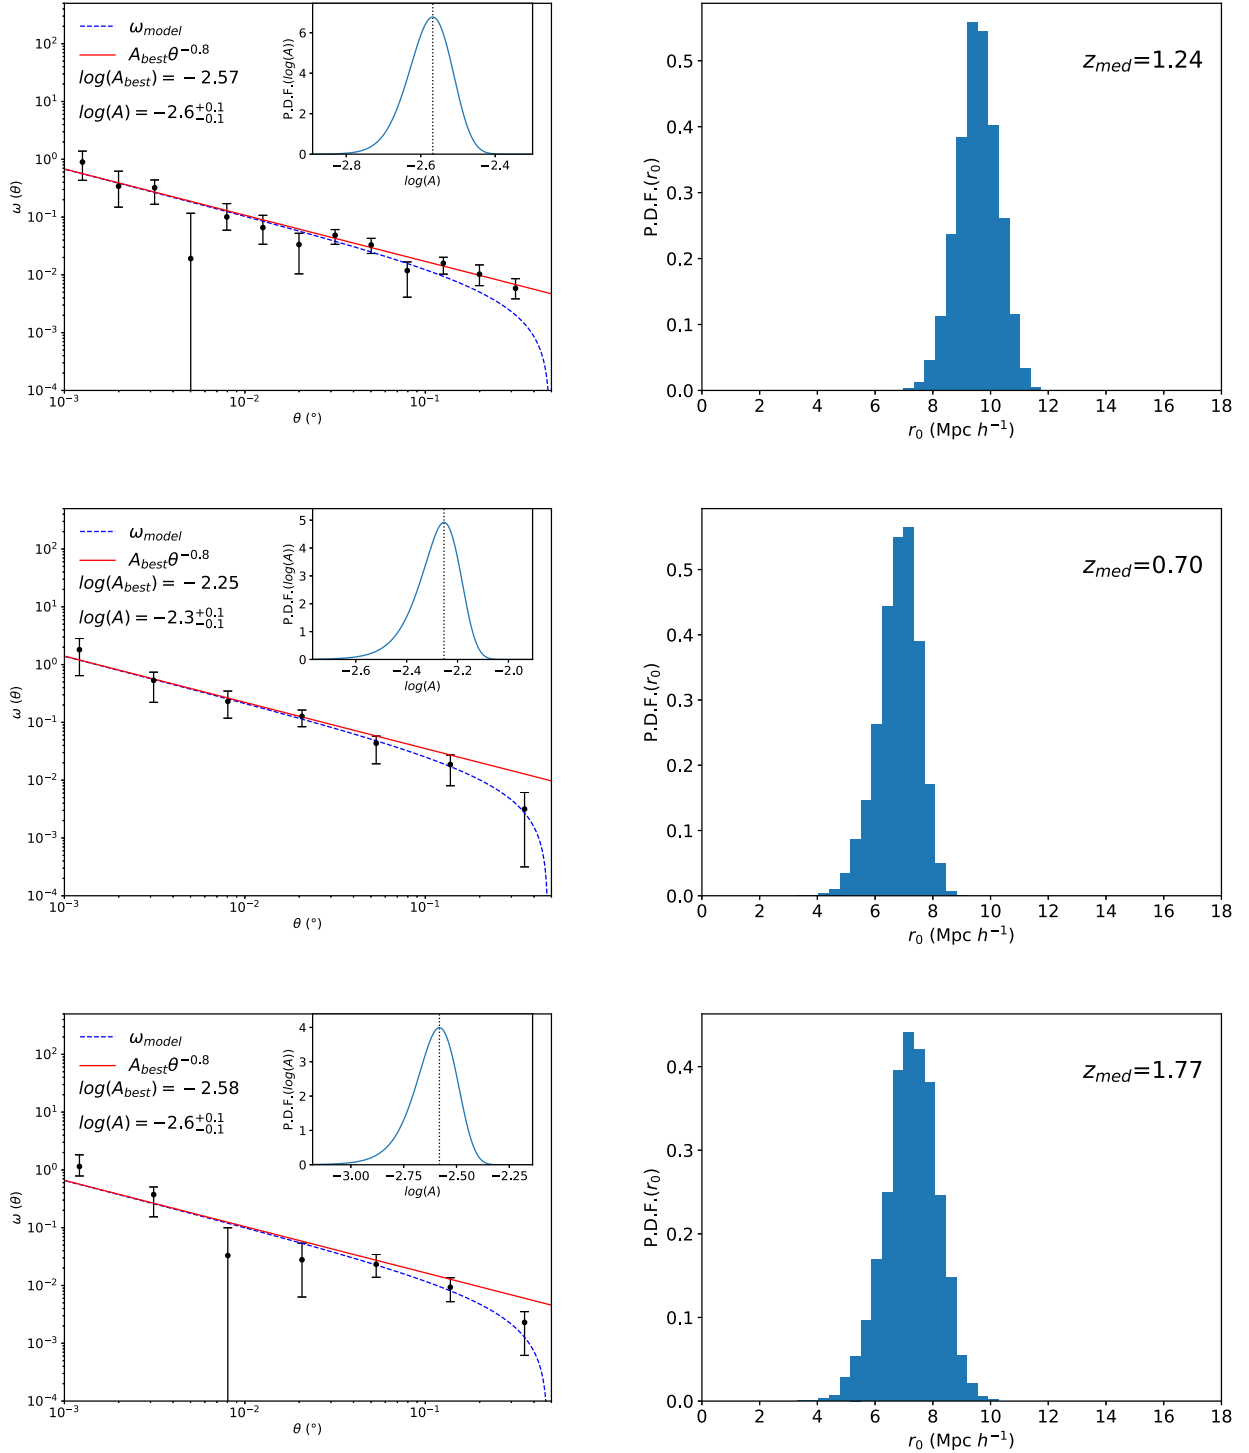 ω_model
A_best θ^−0.8
log(A_best) = −2.57
log(A) = −2.6^{+0.1}_{−0.1}
10^2
10^1
10^0
10^−1
10^−2
10^−3
10^−4
ω (θ)
10^−3
10^−2
10^−1
θ (°)
P.D.F.(log(A))
6
4
2
0
−2.8
−2.6
−2.4
log(A)
z_med=1.24
P.D.F.(r_0)
0.5
0.4
0.3
0.2
0.1
0.0
0 2 4 6 8 10 12 14 16 18
r_0 (Mpc h^−1)
ω_model
A_best θ^−0.8
log(A_best) = −2.25
log(A) = −2.3^{+0.1}_{−0.1}
10^2
10^1
10^0
10^−1
10^−2
10^−3
10^−4
ω (θ)
10^−3
10^−2
10^−1
θ (°)
P.D.F.(log(A))
5
4
3
2
1
0
−2.6
−2.4
−2.2
−2.0
log(A)
z_med=0.70
P.D.F.(r_0)
0.5
0.4
0.3
0.2
0.1
0.0
0 2 4 6 8 10 12 14 16 18
r_0 (Mpc h^−1)
ω_model
A_best θ^−0.8
log(A_best) = −2.58
log(A) = −2.6^{+0.1}_{−0.1}
10^2
10^1
10^0
10^−1
10^−2
10^−3
10^−4
ω (θ)
10^−3
10^−2
10^−1
θ (°)
P.D.F.(log(A))
4
3
2
1
0
−3.00
−2.75
−2.50
−2.25
log(A)
z_med=1.77
P.D.F.(r_0)
0.4
0.3
0.2
0.1
0.0
0 2 4 6 8 10 12 14 16 18
r_0 (Mpc h^−1)